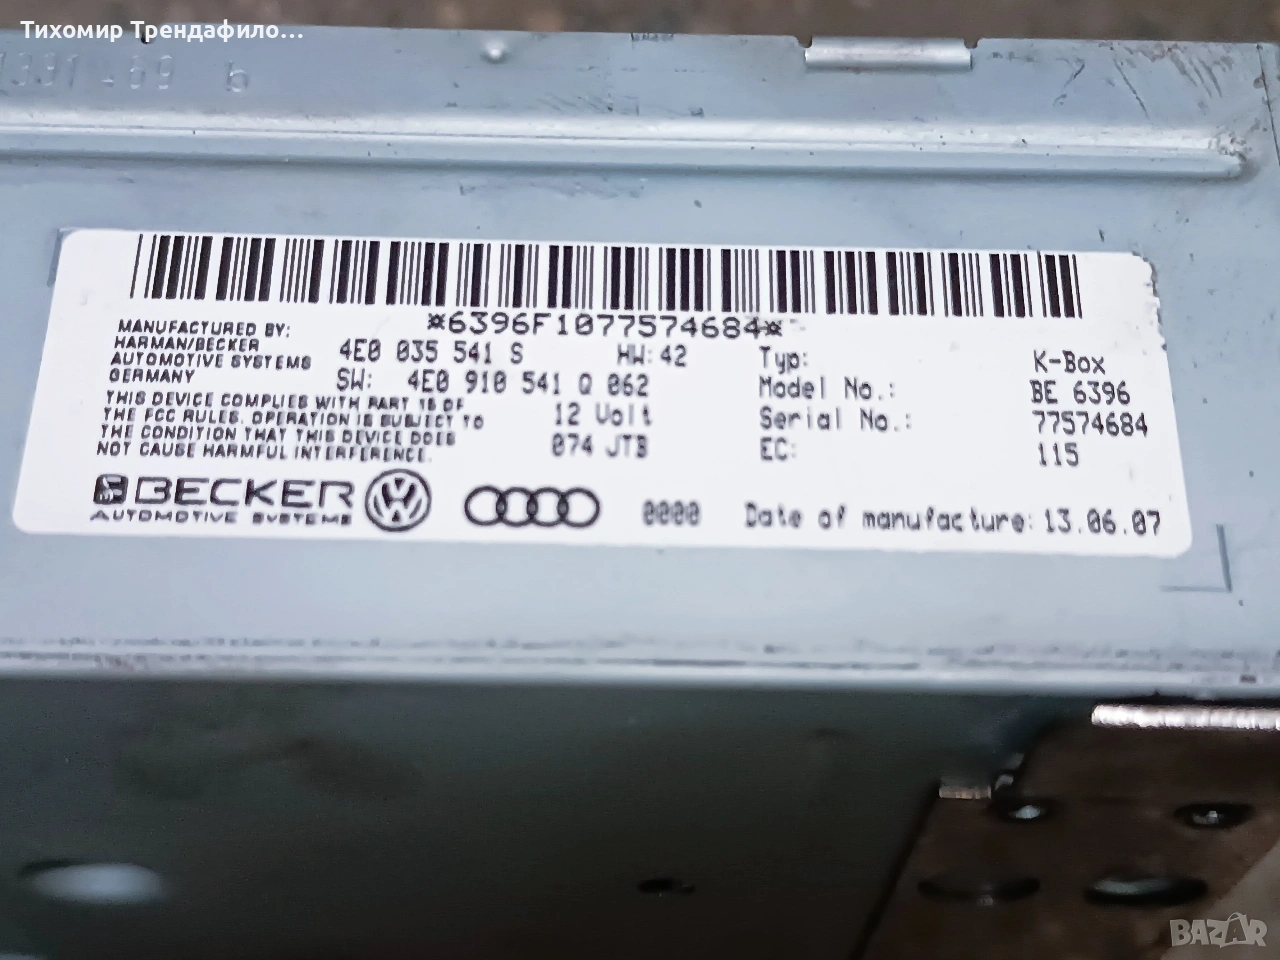 Тихомир Трендафило...
*6396F1077574684*
MANUFACTURED BY:
HARMAN/BECKER
AUTOMOTIVE SYSTEMS
GERMANY
4E0 035 541 S HW: 42
SW: 4E0 910 541 Q 062
12 Volt
074 JTB
THIS DEVICE COMPLIES WITH PART 15 OF
THE FCC RULES. OPERATION IS SUBJECT TO
THE CONDITION THAT THIS DEVICE DOES
NOT CAUSE HARMFUL INTERFERENCE.
Typ: K-Box
Model No.: BE 6396
Serial No.: 77574684
EC: 115
BECKER
AUTOMOTIVE SYSTEMS
0000 Date of manufacture: 13.06.07
BAZAR